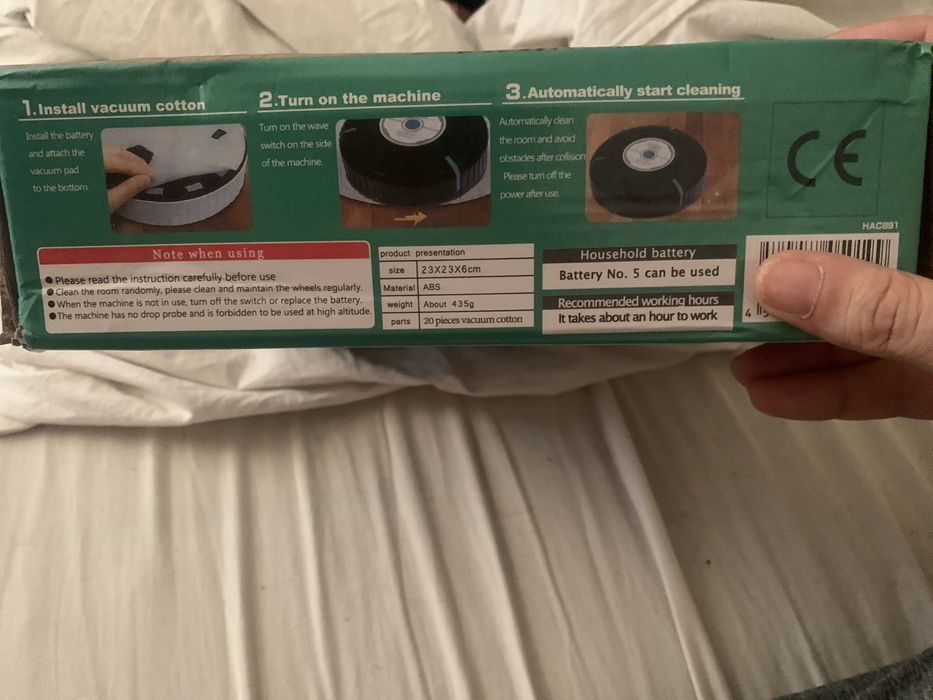 1.Install vacuum cotton
Install the battery
and attach the
vacuum pad
to the bottom.
2.Turn on the machine
Turn on the wave
switch on the side
of the machine.
3.Automatically start cleaning
Automatically clean
the room and avoid
obstacles after collision
. Please turn off the
power after use.
CE
HAC891
Note when using
● Please read the instruction carefully before use
● Clean the room randomly, please clean and maintain the wheels regularly.
● When the machine is not in use, turn off the switch or replace the battery.
● The machine has no drop probe and is forbidden to be used at high altitude.
product presentation
size 23X23X6cm
Material ABS
weight About 435g
parts 20 pieces vacuum cotton
Household battery
Battery No. 5 can be used
Recommended working hours
It takes about an hour to work
4